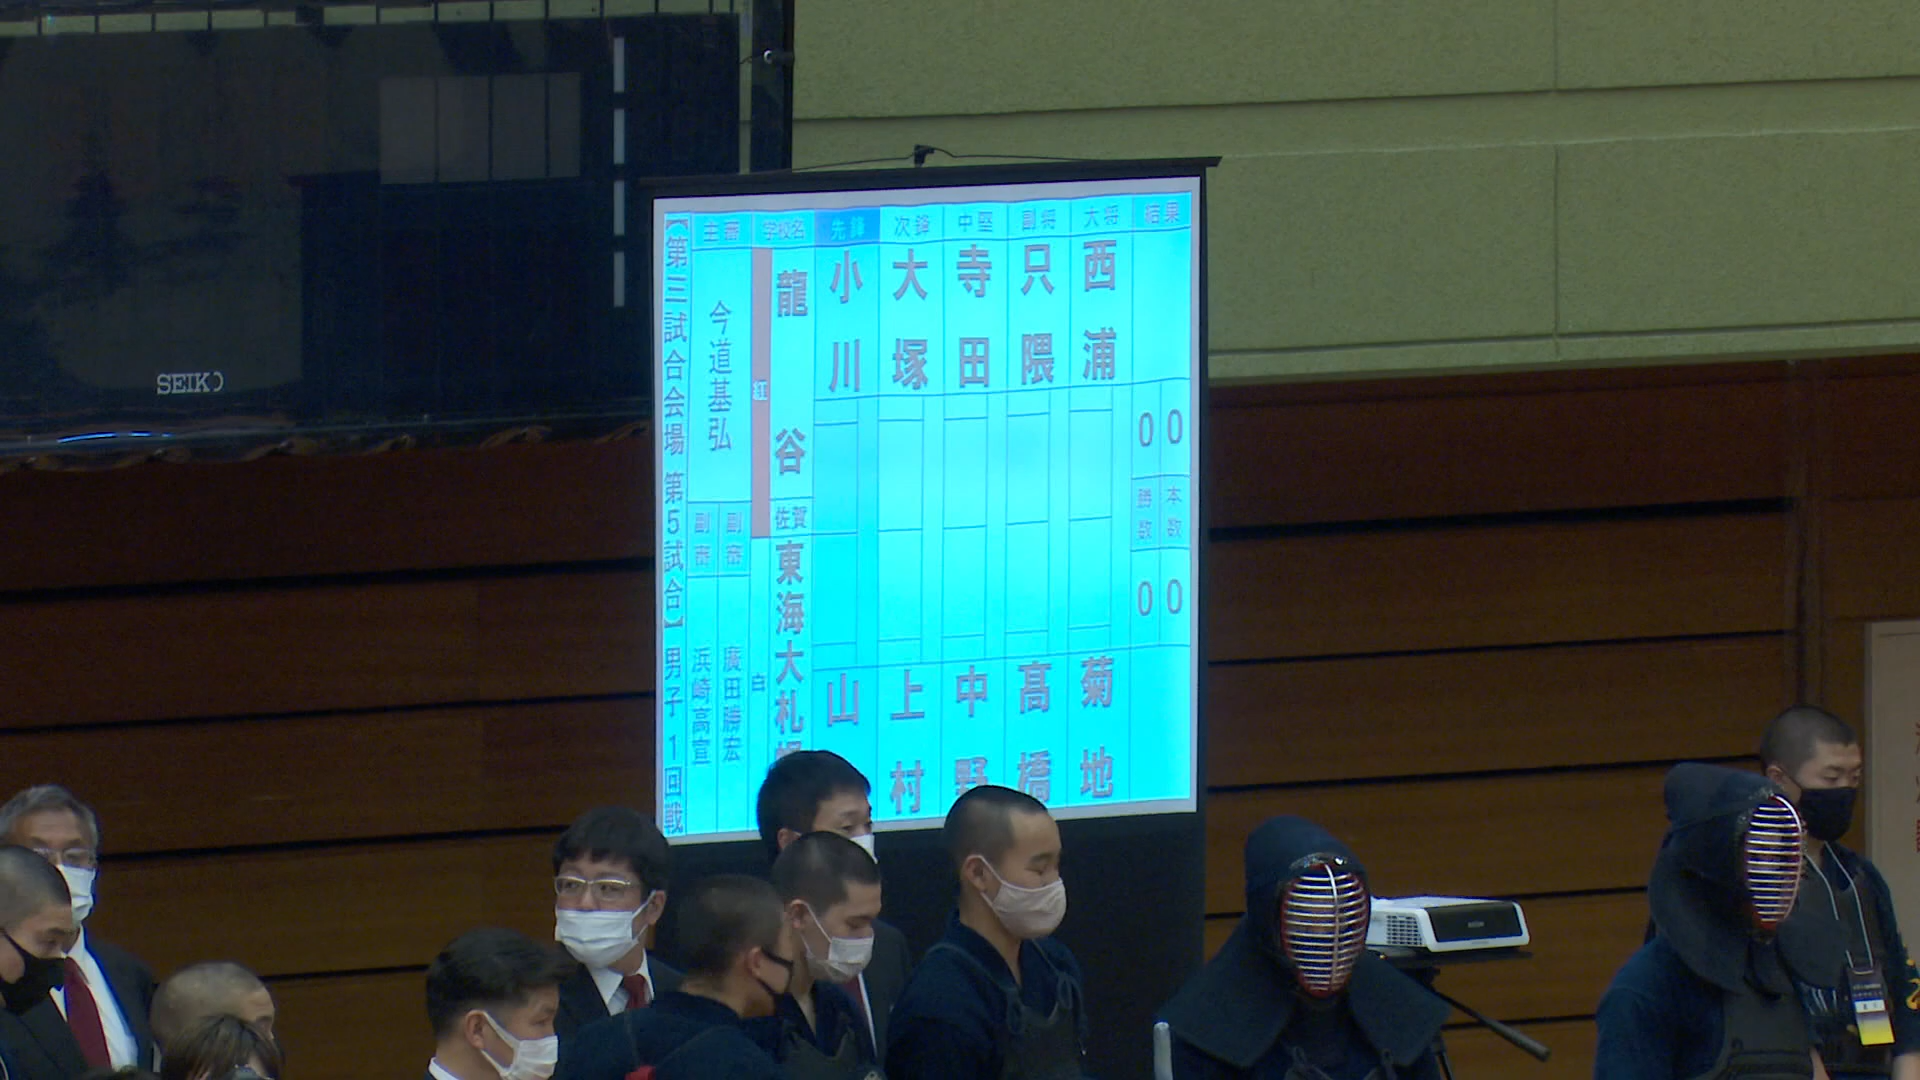 SEIKO
【第三試合会場 第5試合】男子 1回戦
主審 今道基弘
副審 副審
廣田勝宏
浜崎高宣
学校名 先鋒 次鋒 中堅 副将 大将 結果
紅
龍谷 佐賀
小川
大塚
寺田
只隈
西浦
0 0
勝数 本数
0 0
白
東海大札幌
山
上村
中野
髙橋
菊地